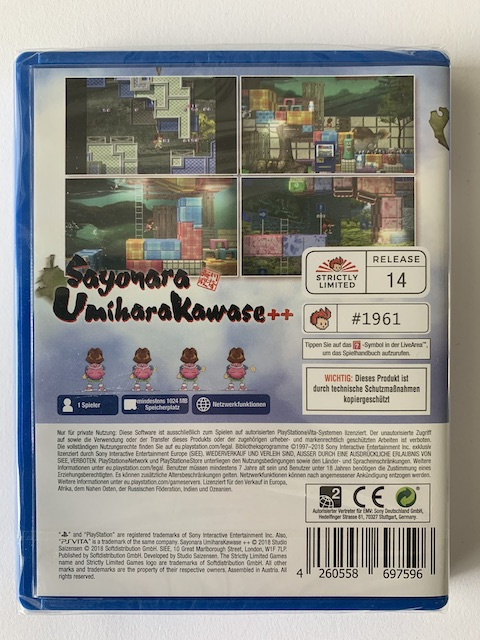 Sayonara
UmiharaKawase++
STRICTLY
LIMITED
RELEASE
14
#1961
Tippen Sie auf das -Symbol in der LiveArea™,
um das Spielhandbuch aufzurufen.
WICHTIG: Dieses Produkt ist
durch technische Schutzmaßnahmen
kopiergeschützt
1 Spieler
mindestens 1024 MB
Speicherplatz
Netzwerkfunktionen
Nur für private Nutzung: Diese Software ist ausschließlich zum Spielen auf autorisierten PlayStation®Vita-Systemen lizenziert. Der unautorisierte Zugriff
auf sowie die Verwendung oder der Transfer dieses Produkts oder der zugehörigen urheber- und markenrechtlich geschützten Arbeiten ist verboten.
Die vollständigen Nutzungsbedingungen finden Sie auf eu.playstation.com/legal. Bibliotheksprogramme ©1997-2018 Sony Interactive Entertainment Inc. exklusiv
lizenziert durch Sony Interactive Entertainment Europe (SIEE). WIEDERVERKAUF UND VERLEIH SIND, AUSSER DURCH EINE AUSDRÜCKLICHE ERLAUBNIS VON
SIEE, VERBOTEN. PlayStation™Network und PlayStation™Store unterliegen den Nutzungsbedingungen sowie den Länder- und Spracheinschränkungen. Weitere
Informationen unter eu.playstation.com/legal. Benutzer müssen mindestens 7 Jahre alt sein und Benutzer unter 18 Jahren benötigen die Zustimmung eines
Erziehungsberechtigten. Es können zusätzliche Altersbeschränkungen gelten. Netzwerkfunktionen können nach angemessener Ankündigung entzogen werden. Weitere
Informationen unter eu.playstation.com/gameservers. Lizenziert für den Verkauf in Europa,
Afrika, dem Nahen Osten, der Russischen Föderation, Indien und Ozeanien.
2
CE
Autorisierter Vertreter für EMV. Sony Deutschland GmbH,
Hedelfinger Strasse 61, 70327 Stuttgart, Germany.
" " and "PlayStation" are registered trademarks of Sony Interactive Entertainment Inc. Also,
"PSVITA" is a trademark of the same company. Sayonara UmiharaKawase ++ © 2018 Studio
Saizensen © 2018 Softdistribution GmbH. SIEE, 10 Great Marlborough Street, London, W1F 7LP.
Published by Softdistribution GmbH. Developed by Studio Saizensen. The Strictly Limited Games
name and Strictly Limited Games logo are trademarks of Softdistribution GmbH. All other marks
and trademarks are the property of their respective owners. Assembled in Austria. All
rights reserved.
4 260558 697596